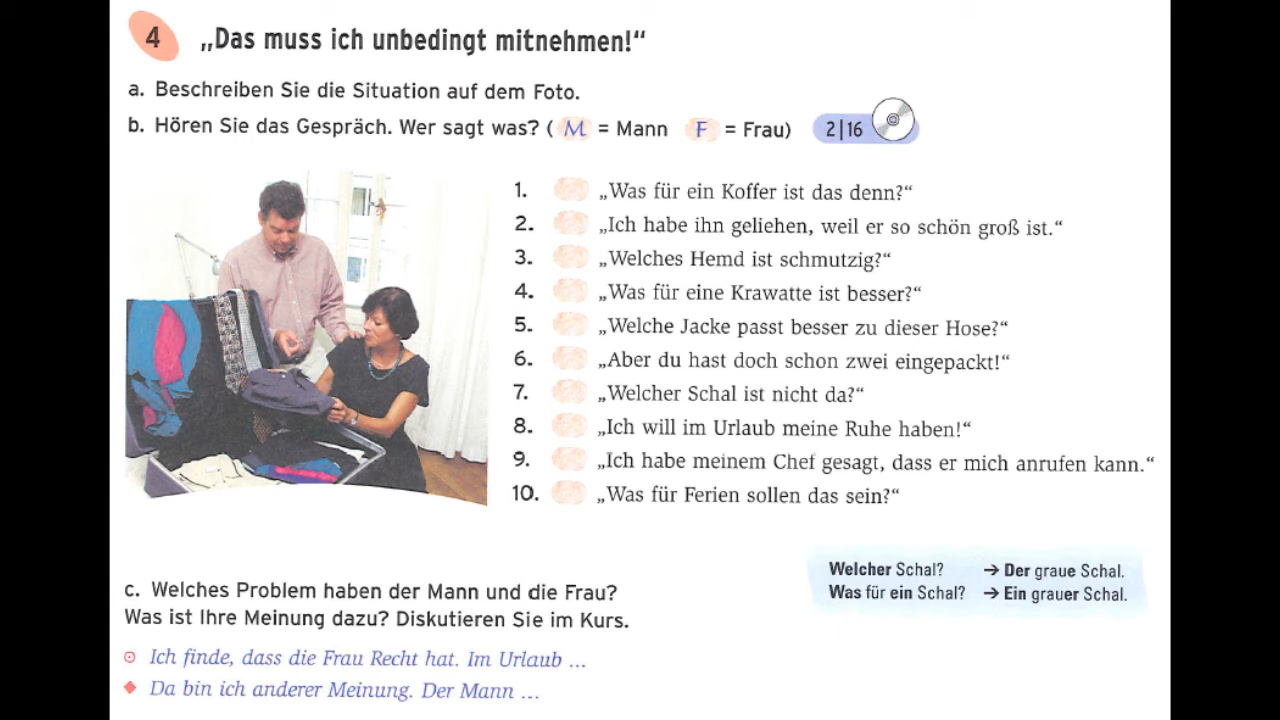 4 „Das muss ich unbedingt mitnehmen!“
a. Beschreiben Sie die Situation auf dem Foto.
b. Hören Sie das Gespräch. Wer sagt was? ( M = Mann F = Frau) 2|16
1. „Was für ein Koffer ist das denn?“
2. „Ich habe ihn geliehen, weil er so schön groß ist.“
3. „Welches Hemd ist schmutzig?“
4. „Was für eine Krawatte ist besser?“
5. „Welche Jacke passt besser zu dieser Hose?“
6. „Aber du hast doch schon zwei eingepackt!“
7. „Welcher Schal ist nicht da?“
8. „Ich will im Urlaub meine Ruhe haben!“
9. „Ich habe meinem Chef gesagt, dass er mich anrufen kann.“
10. „Was für Ferien sollen das sein?“
Welcher Schal? → Der graue Schal.
Was für ein Schal? → Ein grauer Schal.
c. Welches Problem haben der Mann und die Frau?
Was ist Ihre Meinung dazu? Diskutieren Sie im Kurs.
Ich finde, dass die Frau Recht hat. Im Urlaub ...
Da bin ich anderer Meinung. Der Mann ...